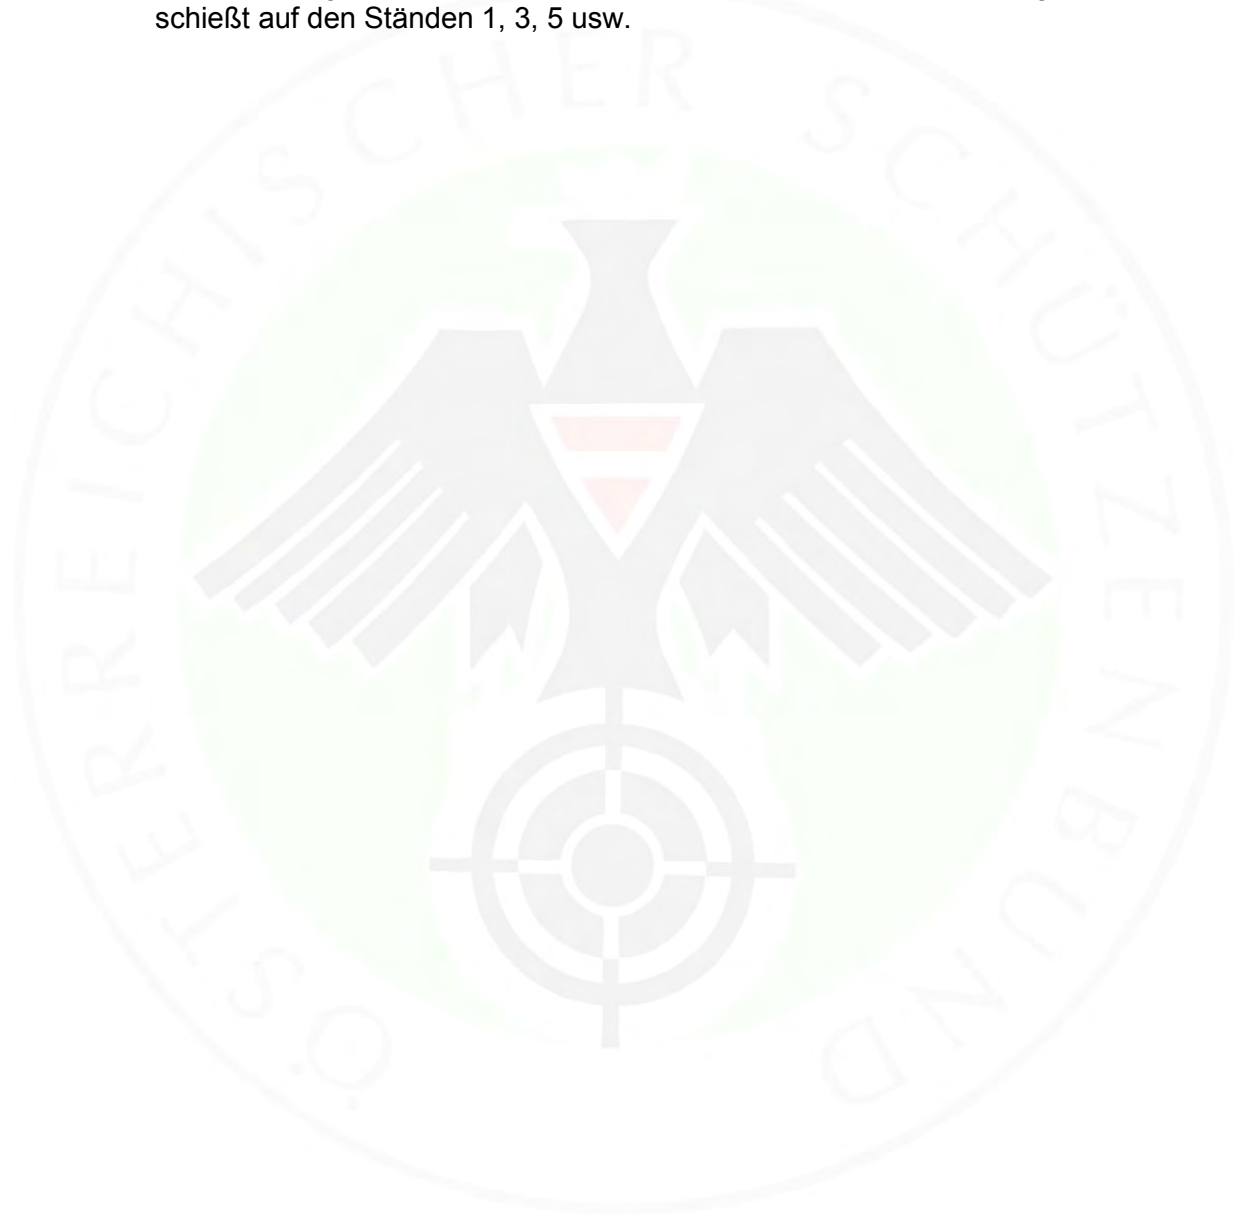 schießt auf den Ständen 1, 3, 5 usw.
ÖSTERREICHISCHER SCHÜTZENBUND